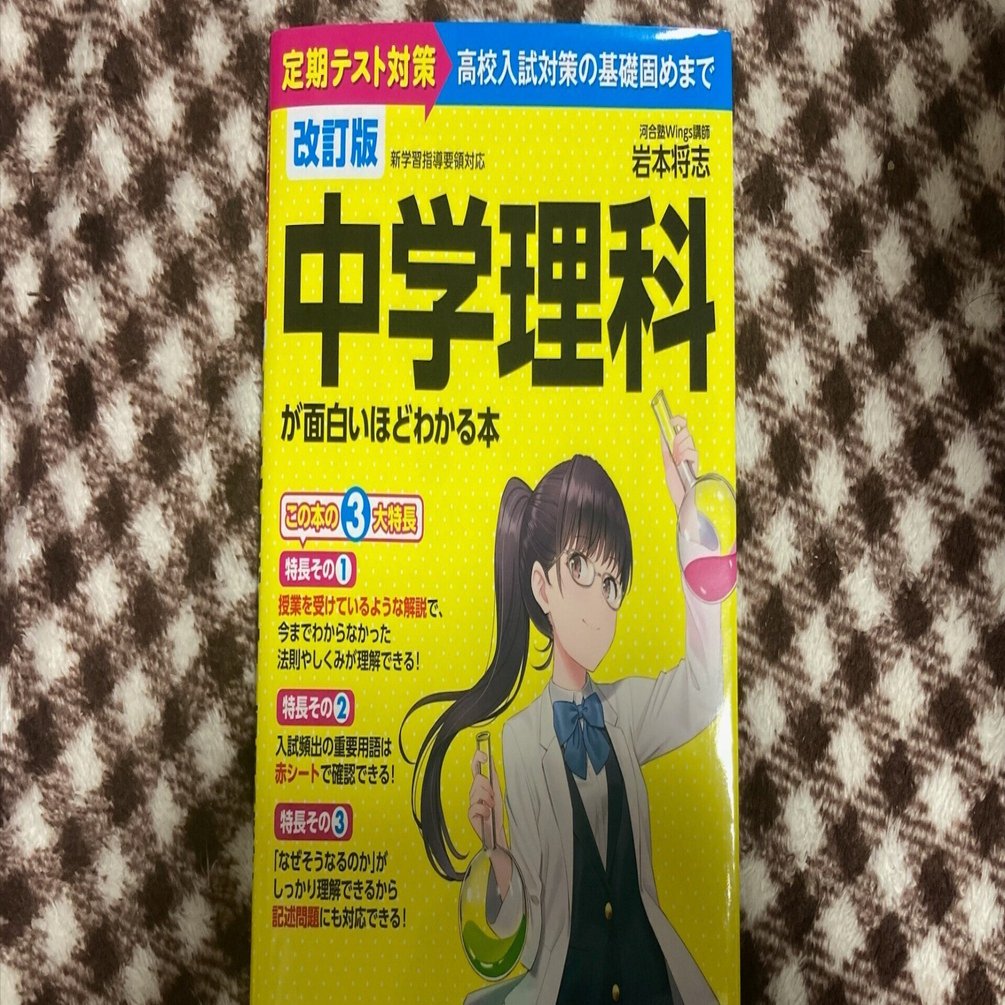 定期テスト対策
高校入試対策の基礎固めまで
改訂版
新学習指導要領対応
河合塾Wings講師
岩本将志
中学理科
が面白いほどわかる本
この本の3大特長
特長その1
授業を受けているような解説で、
今までわからなかった
法則やしくみが理解できる!
特長その2
入試頻出の重要用語は
赤シートで確認できる!
特長その3
「なぜそうなるのか」が
しっかり理解できるから
記述問題にも対応できる!